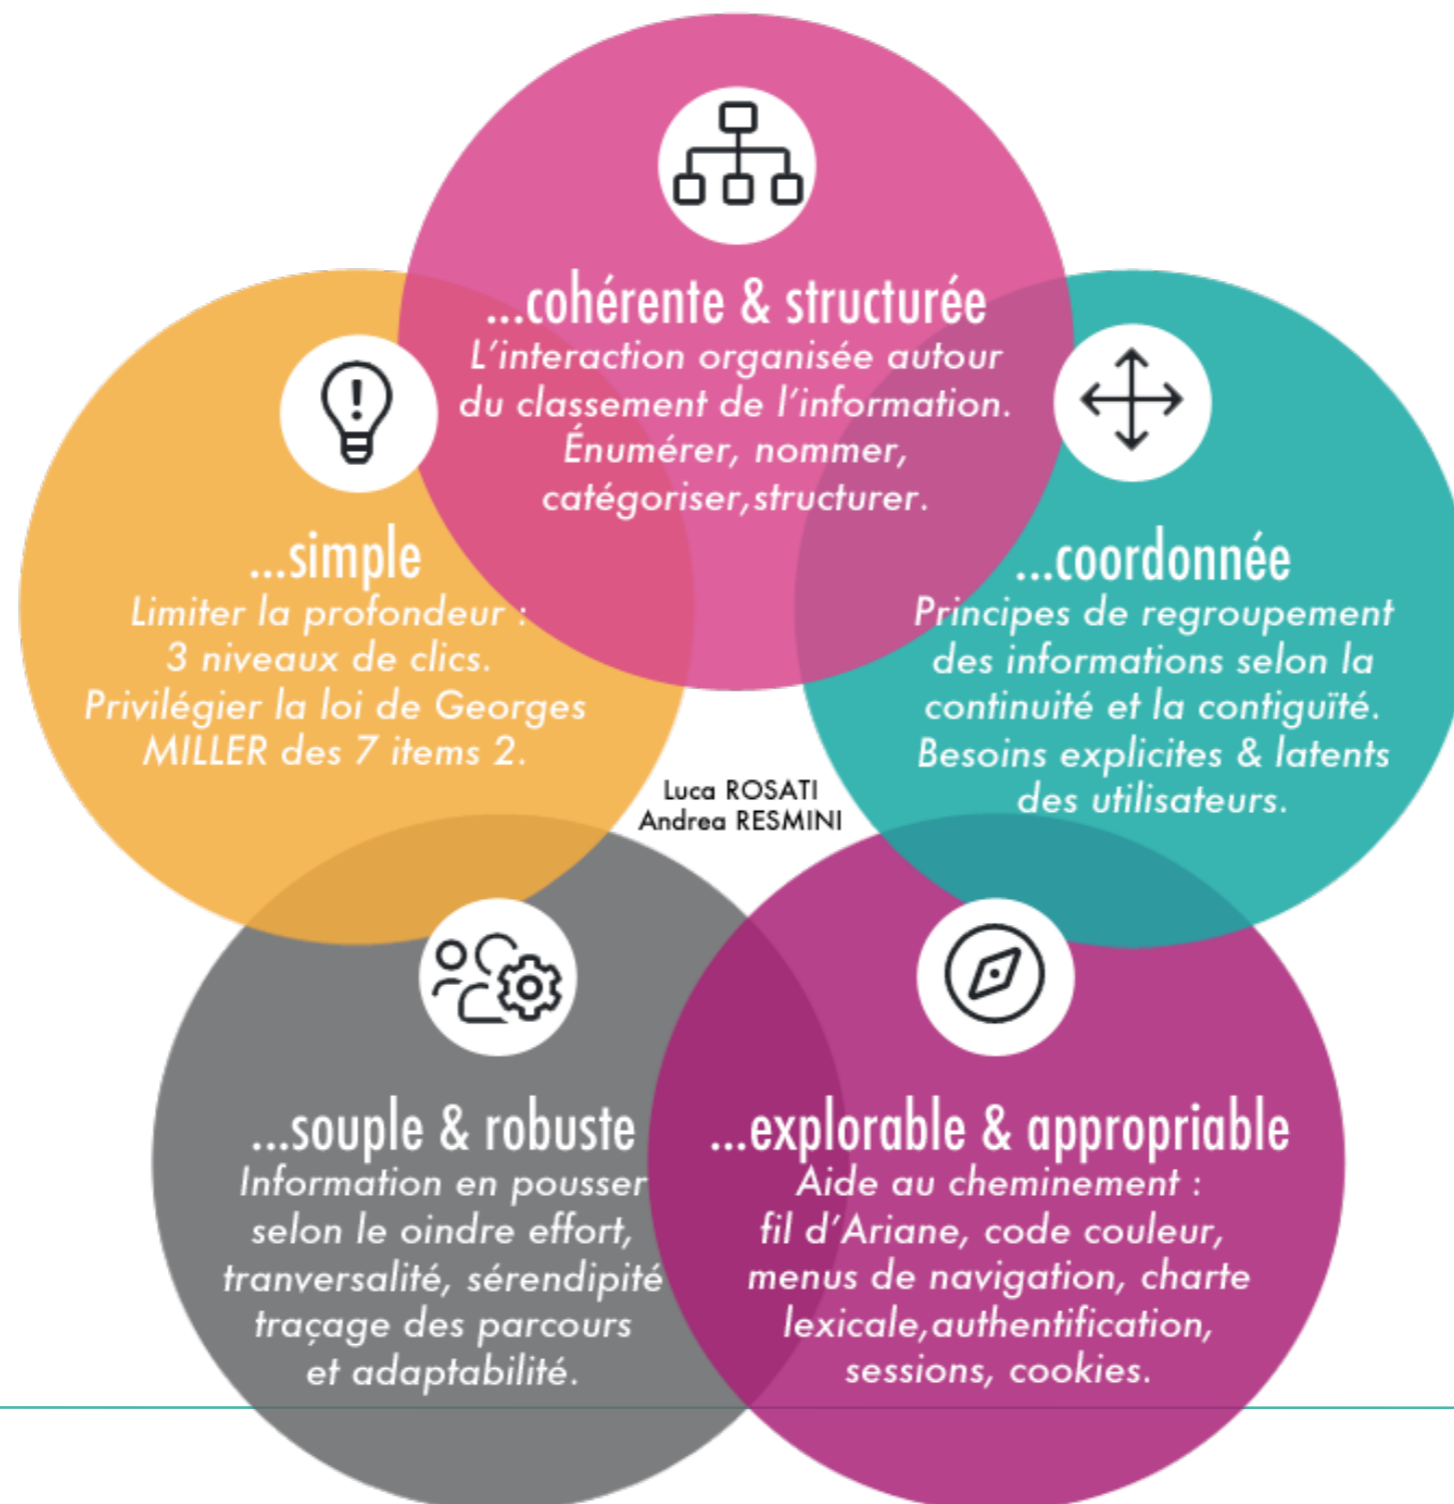 ...cohérente & structurée
L'interaction organisée autour
du classement de l'information.
Énumérer, nommer,
catégoriser,structurer.
...simple
Limiter la profondeur :
3 niveaux de clics.
Privilégier la loi de Georges
MILLER des 7 items 2.
...coordonnée
Principes de regroupement
des informations selon la
continuité et la contiguïté.
Besoins explicites & latents
des utilisateurs.
Luca ROSATI
Andrea RESMINI
...souple & robuste
Information en pousser
selon le oindre effort,
tranversalité, sérendipité
traçage des parcours
et adaptabilité.
...explorable & appropriable
Aide au cheminement :
fil d'Ariane, code couleur,
menus de navigation, charte
lexicale,authentification,
sessions, cookies.